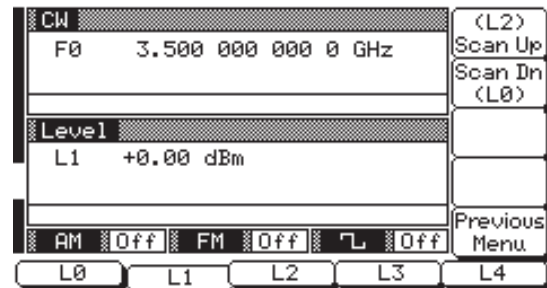 CW
F0 3.500 000 000 0 GHz
Level
L1 +0.00 dBm
AM Off FM Off Off
(L2)
Scan Up
Scan Dn
(L0)
Previous
Menu
L0 L1 L2 L3 L4